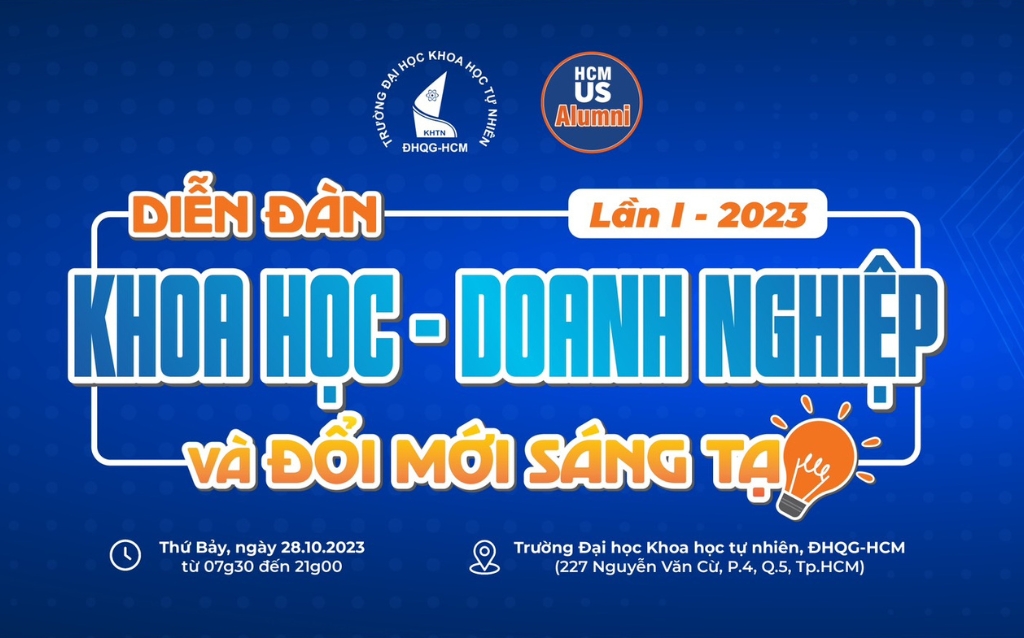 TRƯỜNG ĐẠI HỌC KHOA HỌC TỰ NHIÊN
KHTN
ĐHQG-HCM
HCM
US
Alumni
DIỄN ĐÀN
Lần I - 2023
KHOA HỌC - DOANH NGHIỆP
VÀ ĐỔI MỚI SÁNG TẠ
Thứ Bảy, ngày 28.10.2023
từ 07g30 đến 21g00
Trường Đại học Khoa học tự nhiên, ĐHQG-HCM
(227 Nguyễn Văn Cừ, P.4, Q.5, Tp.HCM)